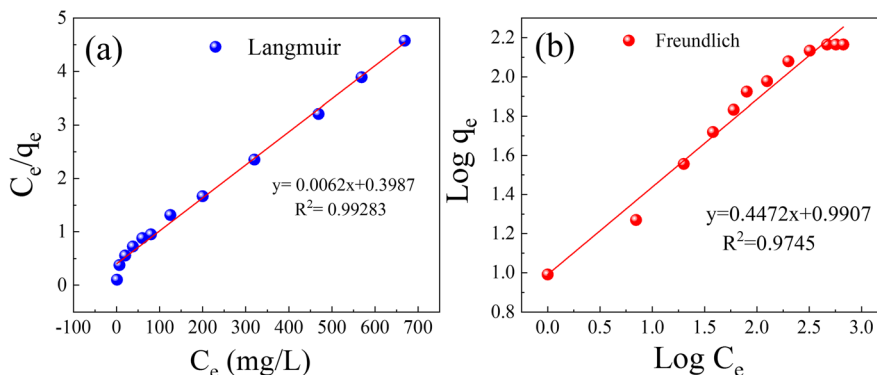 (a)
Langmuir
5
4
3
2
1
0
Cₑ/qₑ
y= 0.0062x+0.3987
R²= 0.99283
-100 0 100 200 300 400 500 600 700
Cₑ (mg/L)
(b)
Freundlich
2.2
2.0
1.8
1.6
1.4
1.2
1.0
0.8
Log qₑ
y=0.4472x+0.9907
R²=0.9745
0.0 0.5 1.0 1.5 2.0 2.5 3.0
Log Cₑ